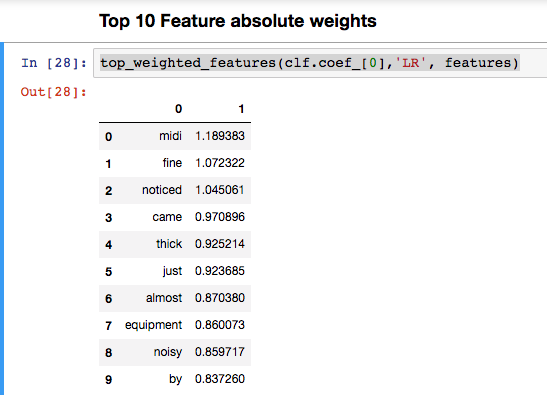 Top 10 Feature absolute weights
In [28]: top_weighted_features(clf.coef_[0],'LR', features)
Out[28]:
0 1
0 midi 1.189383
1 fine 1.072322
2 noticed 1.045061
3 came 0.970896
4 thick 0.925214
5 just 0.923685
6 almost 0.870380
7 equipment 0.860073
8 noisy 0.859717
9 by 0.837260